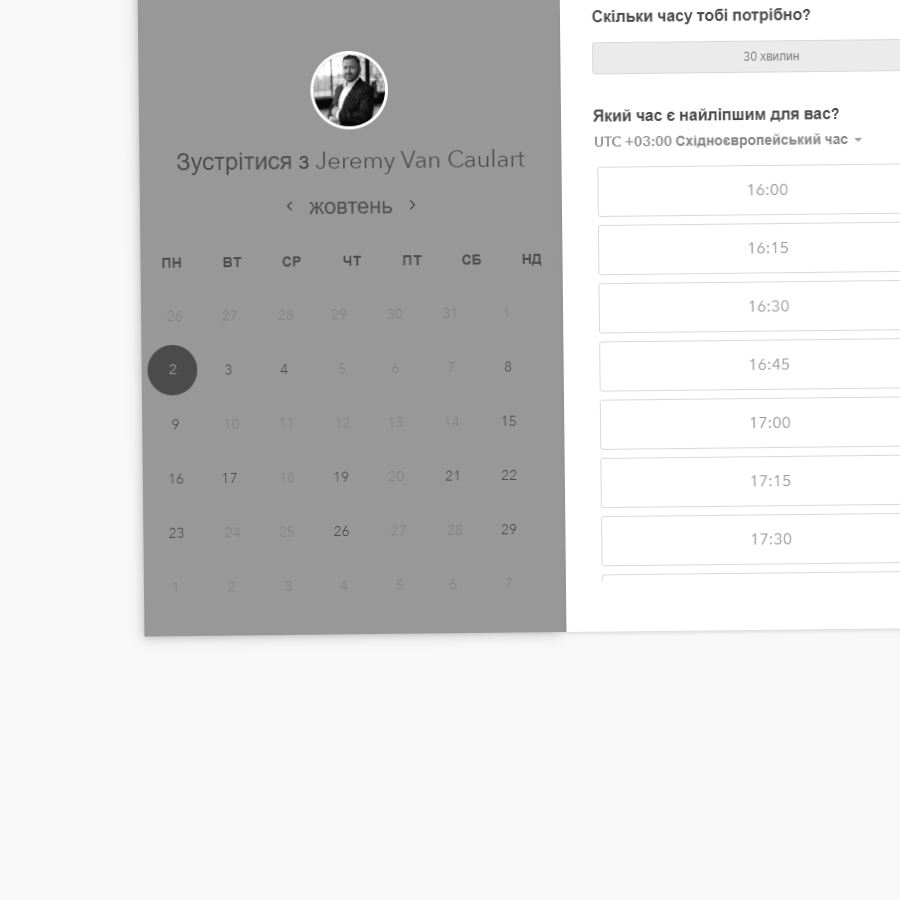 Зустрітися з Jeremy Van Caulart
жовтень
ПН ВТ СР ЧТ ПТ СБ НД
26 27 28 29 30 31 1
2 3 4 5 6 7 8
9 10 11 12 13 14 15
16 17 18 19 20 21 22
23 24 25 26 27 28 29
1 2 3 4 5 6 7
Скільки часу тобі потрібно?
30 хвилин
Який час є найліпшим для вас?
UTC +03:00 Східноєвропейський час
16:00
16:15
16:30
16:45
17:00
17:15
17:30